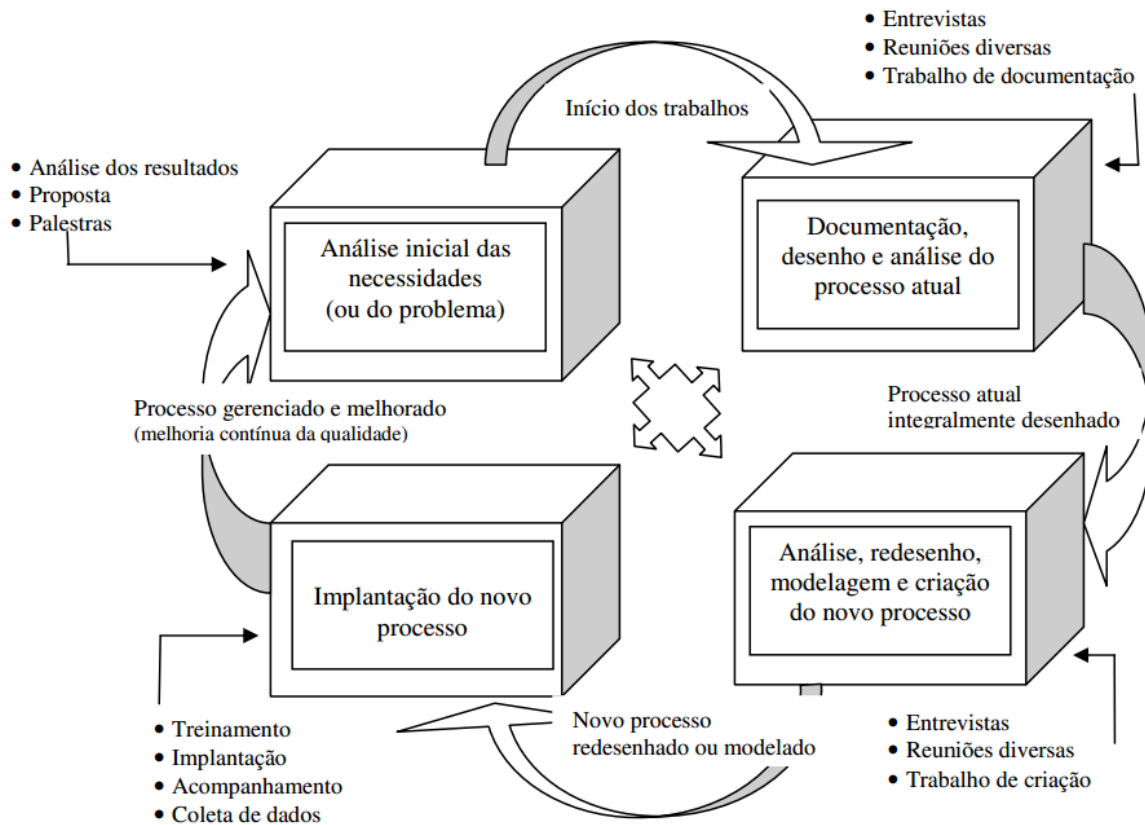 • Entrevistas
• Reuniões diversas
• Trabalho de documentação
Início dos trabalhos
• Análise dos resultados
• Proposta
• Palestras
Análise inicial das
necessidades
(ou do problema)
Documentação,
desenho e análise do
processo atual
Processo gerenciado e melhorado
(melhoria contínua da qualidade)
Processo atual
integralmente desenhado
Implantação do novo
processo
Análise, redesenho,
modelagem e criação
do novo processo
• Treinamento
• Implantação
• Acompanhamento
• Coleta de dados
Novo processo
redesenhado ou modelado
• Entrevistas
• Reuniões diversas
• Trabalho de criação